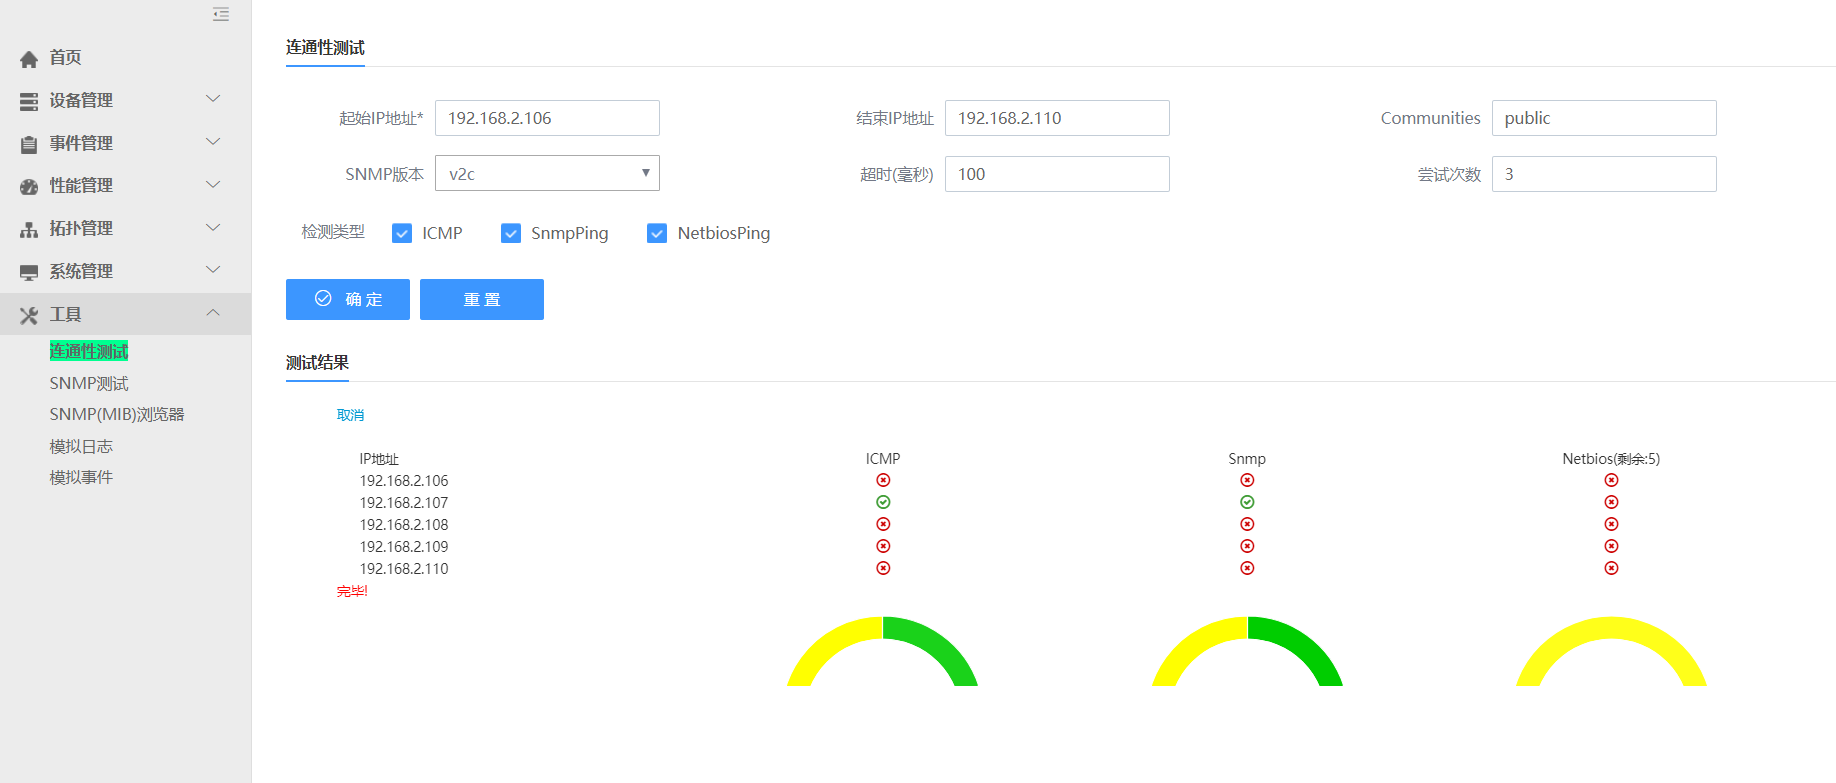 首页
设备管理
事件管理
性能管理
拓扑管理
系统管理
工具
连通性测试
SNMP测试
SNMP(MIB)浏览器
模拟日志
模拟事件
连通性测试
起始IP地址* 192.168.2.106 结束IP地址 192.168.2.110 Communities public
SNMP版本 v2c 超时(毫秒) 100 尝试次数 3
检测类型 ICMP SnmpPing NetbiosPing
确 定 重 置
测试结果
取消
IP地址 ICMP Snmp Netbios(剩余:5)
192.168.2.106
192.168.2.107
192.168.2.108
192.168.2.109
192.168.2.110
完毕!